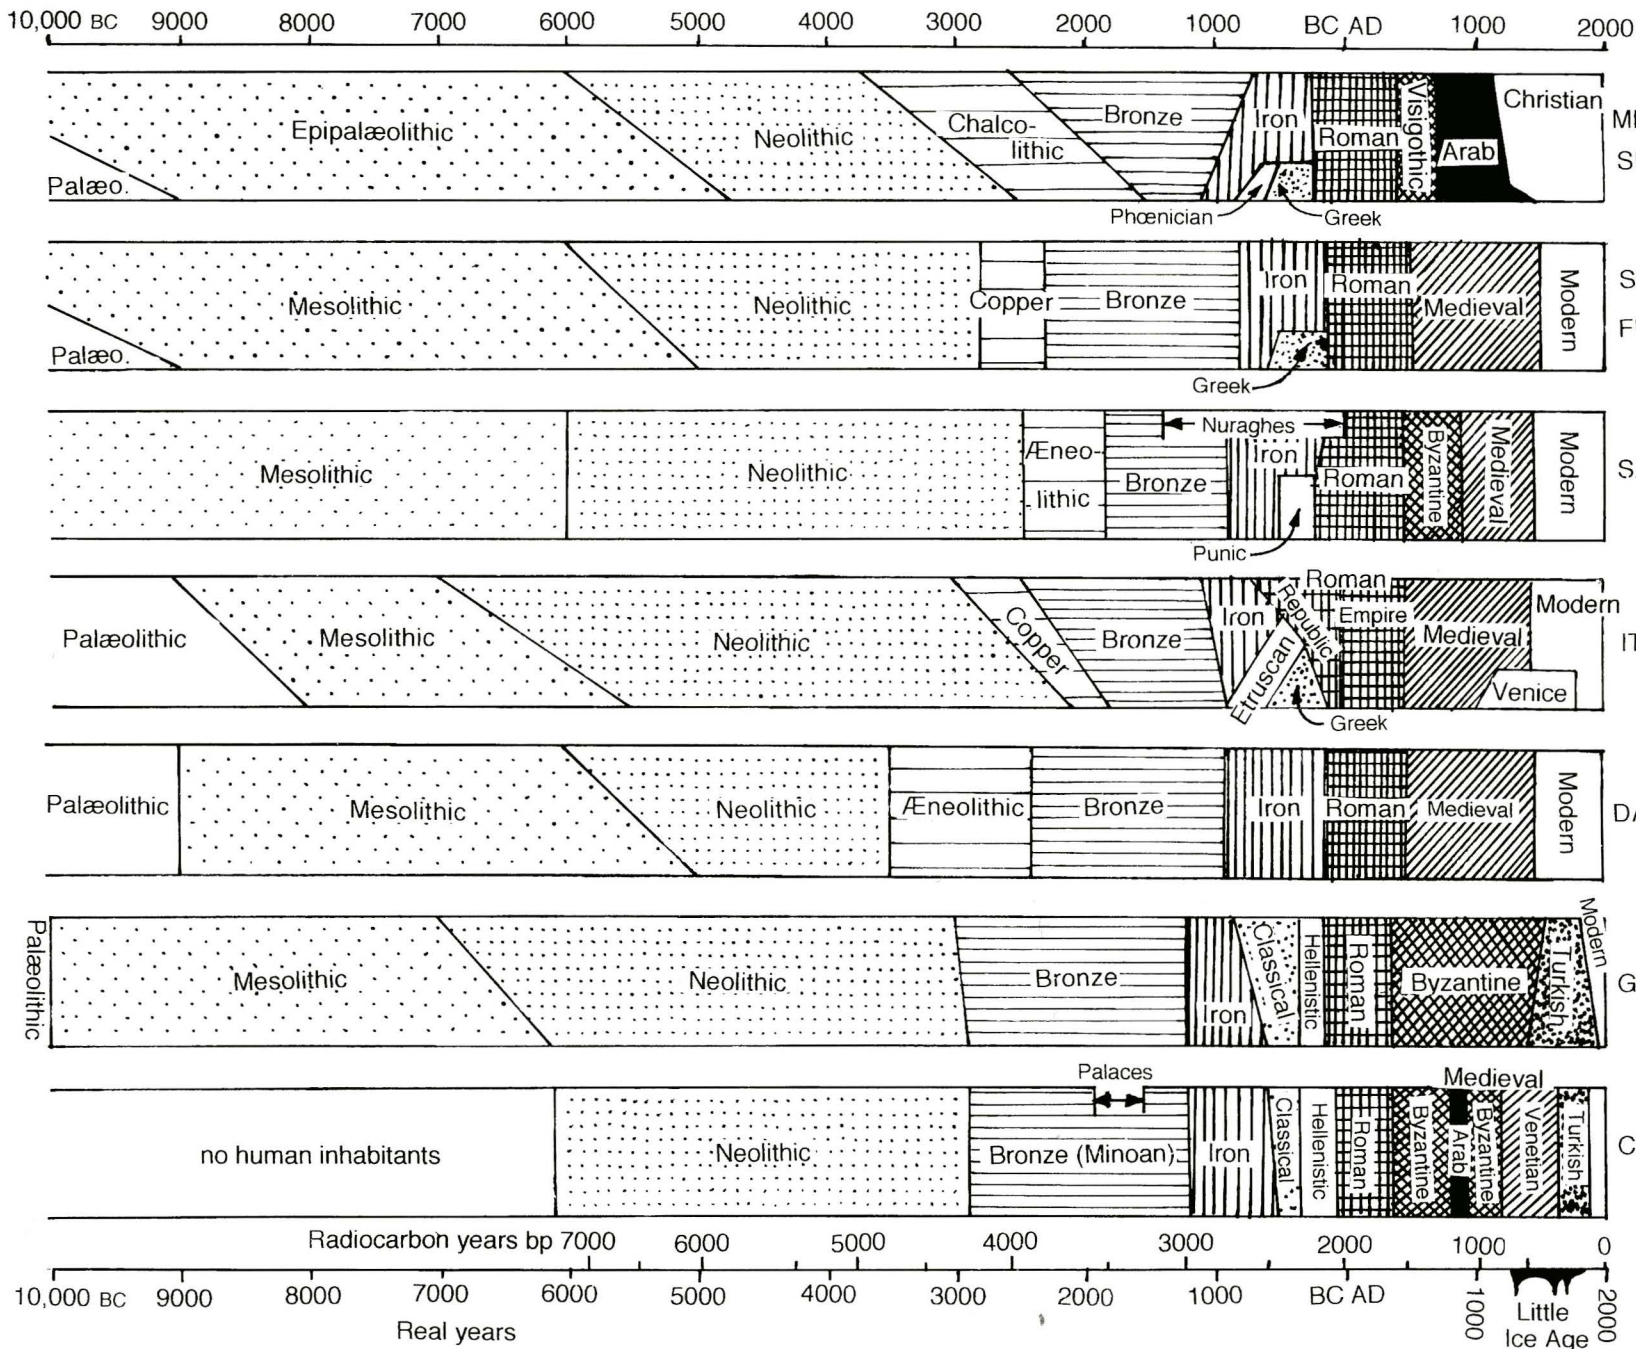 10,000 BC 9000 8000 7000 6000 5000 4000 3000 2000 1000 BC AD 1000 2000
Epipalæolithic
Palæo.
Neolithic
Chalco-
lithic
Bronze
Iron
Phœnician
Greek
Roman
Visigothic
Arab
Christian
Mesolithic
Palæo.
Neolithic
Copper
Bronze
Iron
Greek
Roman
Medieval
Modern
S
F
Mesolithic
Neolithic
Æneo-
lithic
Bronze
Nuraghes
Iron
Punic
Roman
Byzantine
Medieval
Modern
S
Palæolithic
Mesolithic
Neolithic
Copper
Bronze
Iron
Etruscan
Greek
Roman
Republic
Empire
Medieval
Venice
Modern
IT
Palæolithic
Mesolithic
Neolithic
Æneolithic
Bronze
Iron
Roman
Medieval
Modern
DA
Palæolithic
Mesolithic
Neolithic
Bronze
Iron
Classical
Hellenistic
Roman
Byzantine
Turkish
Modern
G
no human inhabitants
Neolithic
Palaces
Bronze (Minoan)
Iron
Classical
Hellenistic
Roman
Medieval
Byzantine
Arab
Byzantine
Venetian
Turkish
C
Radiocarbon years bp 7000 6000 5000 4000 3000 2000 1000 0
10,000 BC 9000 8000 7000 6000 5000 4000 3000 2000 1000 BC AD 1000 2000
Real years
Little
Ice Age